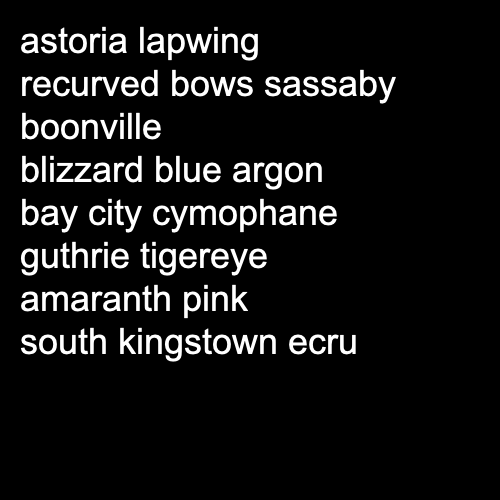 astoria lapwing
recurved bows sassaby
boonville
blizzard blue argon
bay city cymophane
guthrie tigereye
amaranth pink
south kingstown ecru